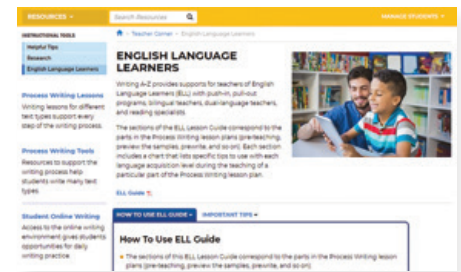 RESOURCES
Search Resources
MANAGE STUDENTS
INSTRUCTIONAL TOOLS
Helpful Tips
Research
English Language Learners
Process Writing Lessons
Writing lessons for different
text types support every
step of the writing process.
Process Writing Tools
Resources to support the
writing process help
students write many text
types.
Student Online Writing
Access to the online writing
environment gives students
opportunities for daily
writing practice.
Teacher Corner › English Language Learners
ENGLISH LANGUAGE
LEARNERS
Writing A-Z provides supports for teachers of English
Language Learners (ELL) with push-in, pull-out
programs, bilingual teachers, dual-language teachers,
and reading specialists.
The sections of the ELL Lesson Guide correspond to the
parts in the Process Writing lesson plans (pre-teaching,
preview the samples, prewrite, and so on). Each section
includes a chart that lists specific tips to use with each
language acquisition level during the teaching of a
particular part of the Process Writing lesson plan.
ELL Guide
HOW TO USE ELL GUIDE
IMPORTANT TIPS
How To Use ELL Guide
• The sections of this ELL Lesson Guide correspond to the parts in the Process Writing lesson
plans (pre-teaching, preview the samples, prewrite, and so on).